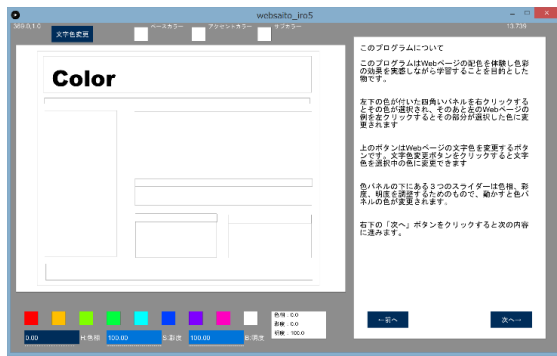 websaito_iro5
389.0,1.0
文字色変更
ベースカラー
アクセントカラー
サブカラー
13.739
Color
このプログラムについて
このプログラムはWebページの配色を体験し色彩
の効果を実感しながら学習することを目的とした
物です。
左下の色が付いた四角いパネルを右クリックする
とその色が選択され、そのあと左のWebページの
例を左クリックするとその部分が選択した色に変
更されます
上のボタンはWebページの文字色を変更するボタ
ンです。文字色変更ボタンをクリックすると文字
色を選択中の色に変更できます
色パネルの下にある３つのスライダーは色相、彩
度、明度を調整するためのもので、動かすと色パ
ネルの色が変更されます。
右下の「次へ」ボタンをクリックすると次の内容
に進みます。
←前へ
次へ→
色相 : 0.0
彩度 : 0.0
明度 : 100.0
0.00
H:色相
100.00
S:彩度
100.00
B:明度